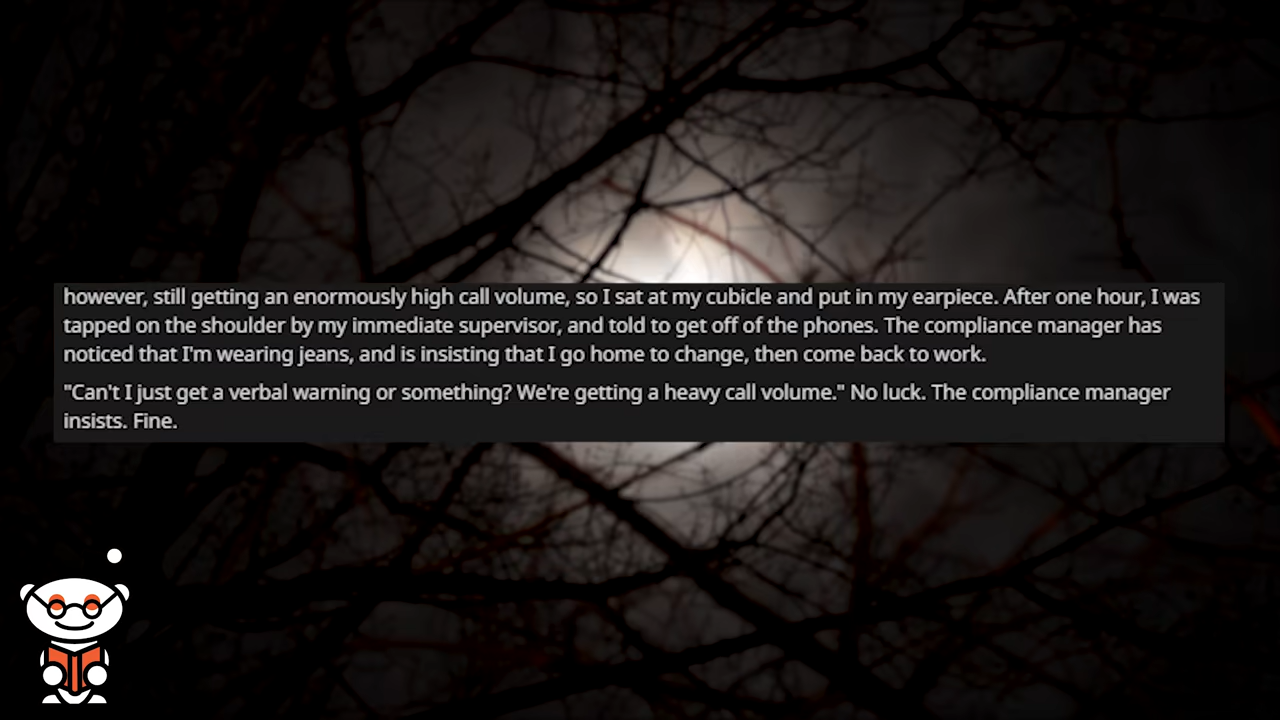 however, still getting an enormously high call volume, so I sat at my cubicle and put in my earpiece. After one hour, I was
tapped on the shoulder by my immediate supervisor, and told to get off of the phones. The compliance manager has
noticed that I'm wearing jeans, and is insisting that I go home to change, then come back to work.
"Can't I just get a verbal warning or something? We're getting a heavy call volume." No luck. The compliance manager
insists. Fine.